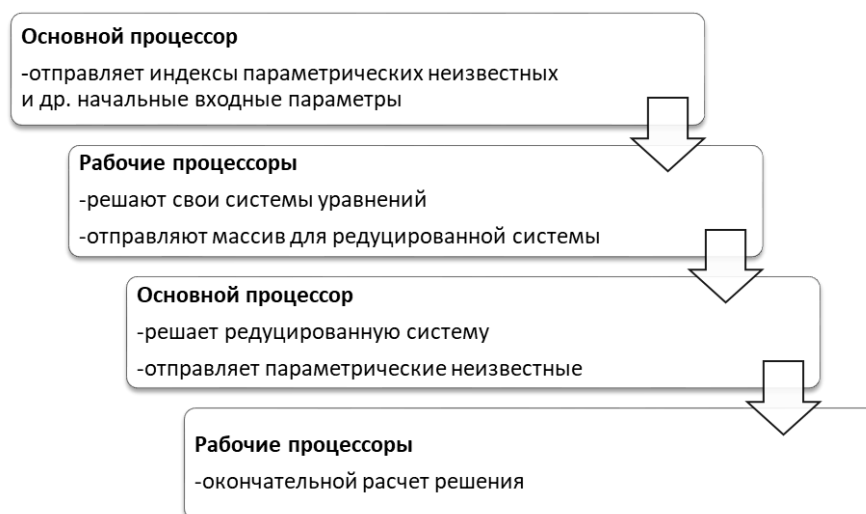 Основной процессор
-отправляет индексы параметрических неизвестных
и др. начальные входные параметры
Рабочие процессоры
-решают свои системы уравнений
-отправляют массив для редуцированной системы
Основной процессор
-решает редуцированную систему
-отправляет параметрические неизвестные
Рабочие процессоры
-окончательной расчет решения